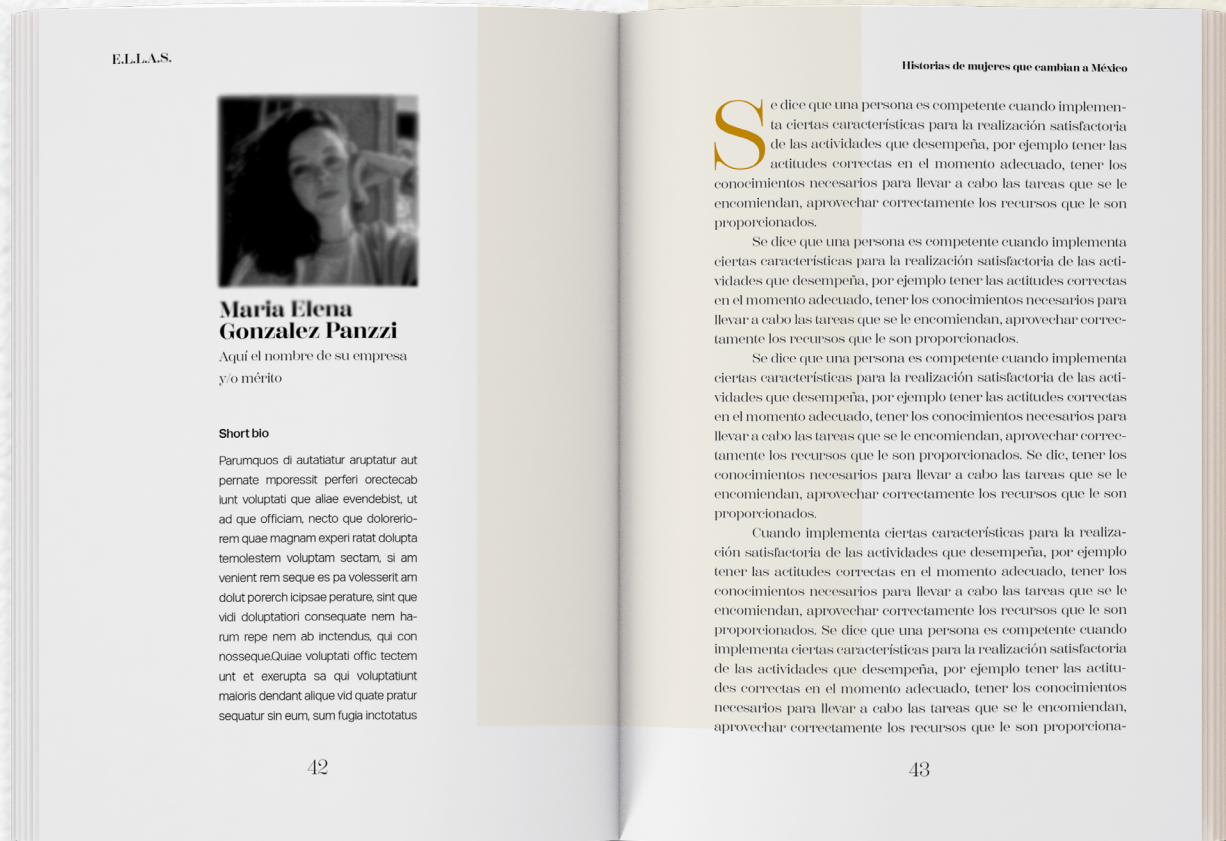 E.L.L.A.S.
Maria Elena
Gonzalez Panzzi
Aquí el nombre de su empresa
y/o mérito
Short bio
Parumquos di autatiatur aruptatur aut
pernate mporessit perferi orectecab
iunt voluptati que aliae evendebist, ut
ad que officiam, necto que dolorerio-
rem quae magnam experi ratat dolupta
temolestem voluptam sectam, si am
venient rem seque es pa volesserit am
dolut porerch icipsae perature, sint que
vidi doluptatiori consequate nem ha-
rum repe nem ab inctendus, qui con
nosseque.Quiae voluptati offic tectem
unt et exerupta sa qui voluptatiunt
maioris dendant alique vid quate pratur
sequatur sin eum, sum fugia inctotatus
42
Historias de mujeres que cambian a México
Se dice que una persona es competente cuando implemen-
ta ciertas características para la realización satisfactoria
de las actividades que desempeña, por ejemplo tener las
actitudes correctas en el momento adecuado, tener los
conocimientos necesarios para llevar a cabo las tareas que se le
encomiendan, aprovechar correctamente los recursos que le son
proporcionados.
Se dice que una persona es competente cuando implementa
ciertas características para la realización satisfactoria de las acti-
vidades que desempeña, por ejemplo tener las actitudes correctas
en el momento adecuado, tener los conocimientos necesarios para
llevar a cabo las tareas que se le encomiendan, aprovechar correc-
tamente los recursos que le son proporcionados.
Se dice que una persona es competente cuando implementa
ciertas características para la realización satisfactoria de las acti-
vidades que desempeña, por ejemplo tener las actitudes correctas
en el momento adecuado, tener los conocimientos necesarios para
llevar a cabo las tareas que se le encomiendan, aprovechar correc-
tamente los recursos que le son proporcionados. Se dic, tener los
conocimientos necesarios para llevar a cabo las tareas que se le
encomiendan, aprovechar correctamente los recursos que le son
proporcionados.
Cuando implementa ciertas características para la realiza-
ción satisfactoria de las actividades que desempeña, por ejemplo
tener las actitudes correctas en el momento adecuado, tener los
conocimientos necesarios para llevar a cabo las tareas que se le
encomiendan, aprovechar correctamente los recursos que le son
proporcionados. Se dice que una persona es competente cuando
implementa ciertas características para la realización satisfactoria
de las actividades que desempeña, por ejemplo tener las actitu-
des correctas en el momento adecuado, tener los conocimientos
necesarios para llevar a cabo las tareas que se le encomiendan,
aprovechar correctamente los recursos que le son proporciona-
43